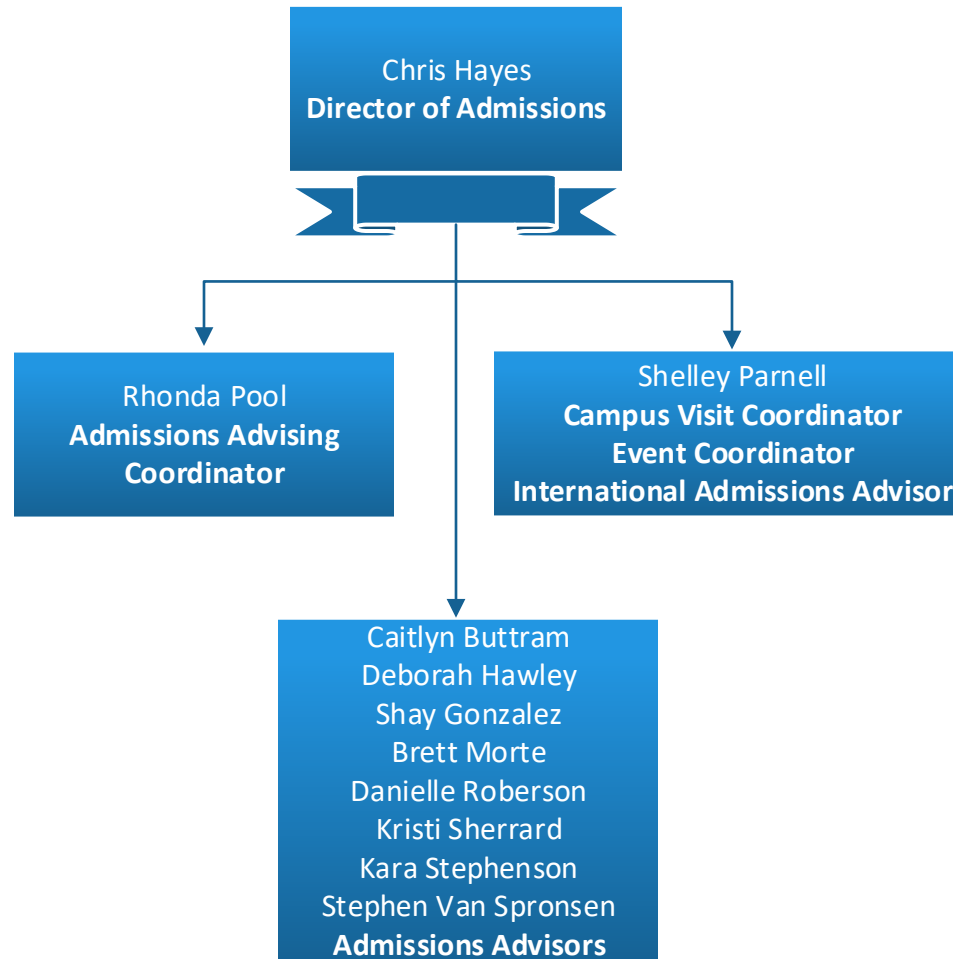 Chris Hayes
Director of Admissions
Rhonda Pool
Admissions Advising
Coordinator
Shelley Parnell
Campus Visit Coordinator
Event Coordinator
International Admissions Advisor
Caitlyn Buttram
Deborah Hawley
Shay Gonzalez
Brett Morte
Danielle Roberson
Kristi Sherrard
Kara Stephenson
Stephen Van Spronsen
Admissions Advisors